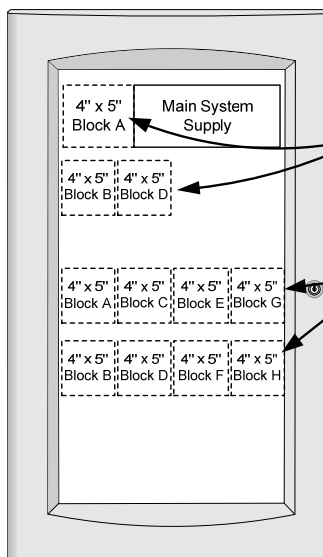 4" x 5"
Block A
Main System
Supply
4" x 5"
Block B
4" x 5"
Block D
4" x 5"
Block A
4" x 5"
Block C
4" x 5"
Block E
4" x 5"
Block G
4" x 5"
Block B
4" x 5"
Block D
4" x 5"
Block F
4" x 5"
Block H